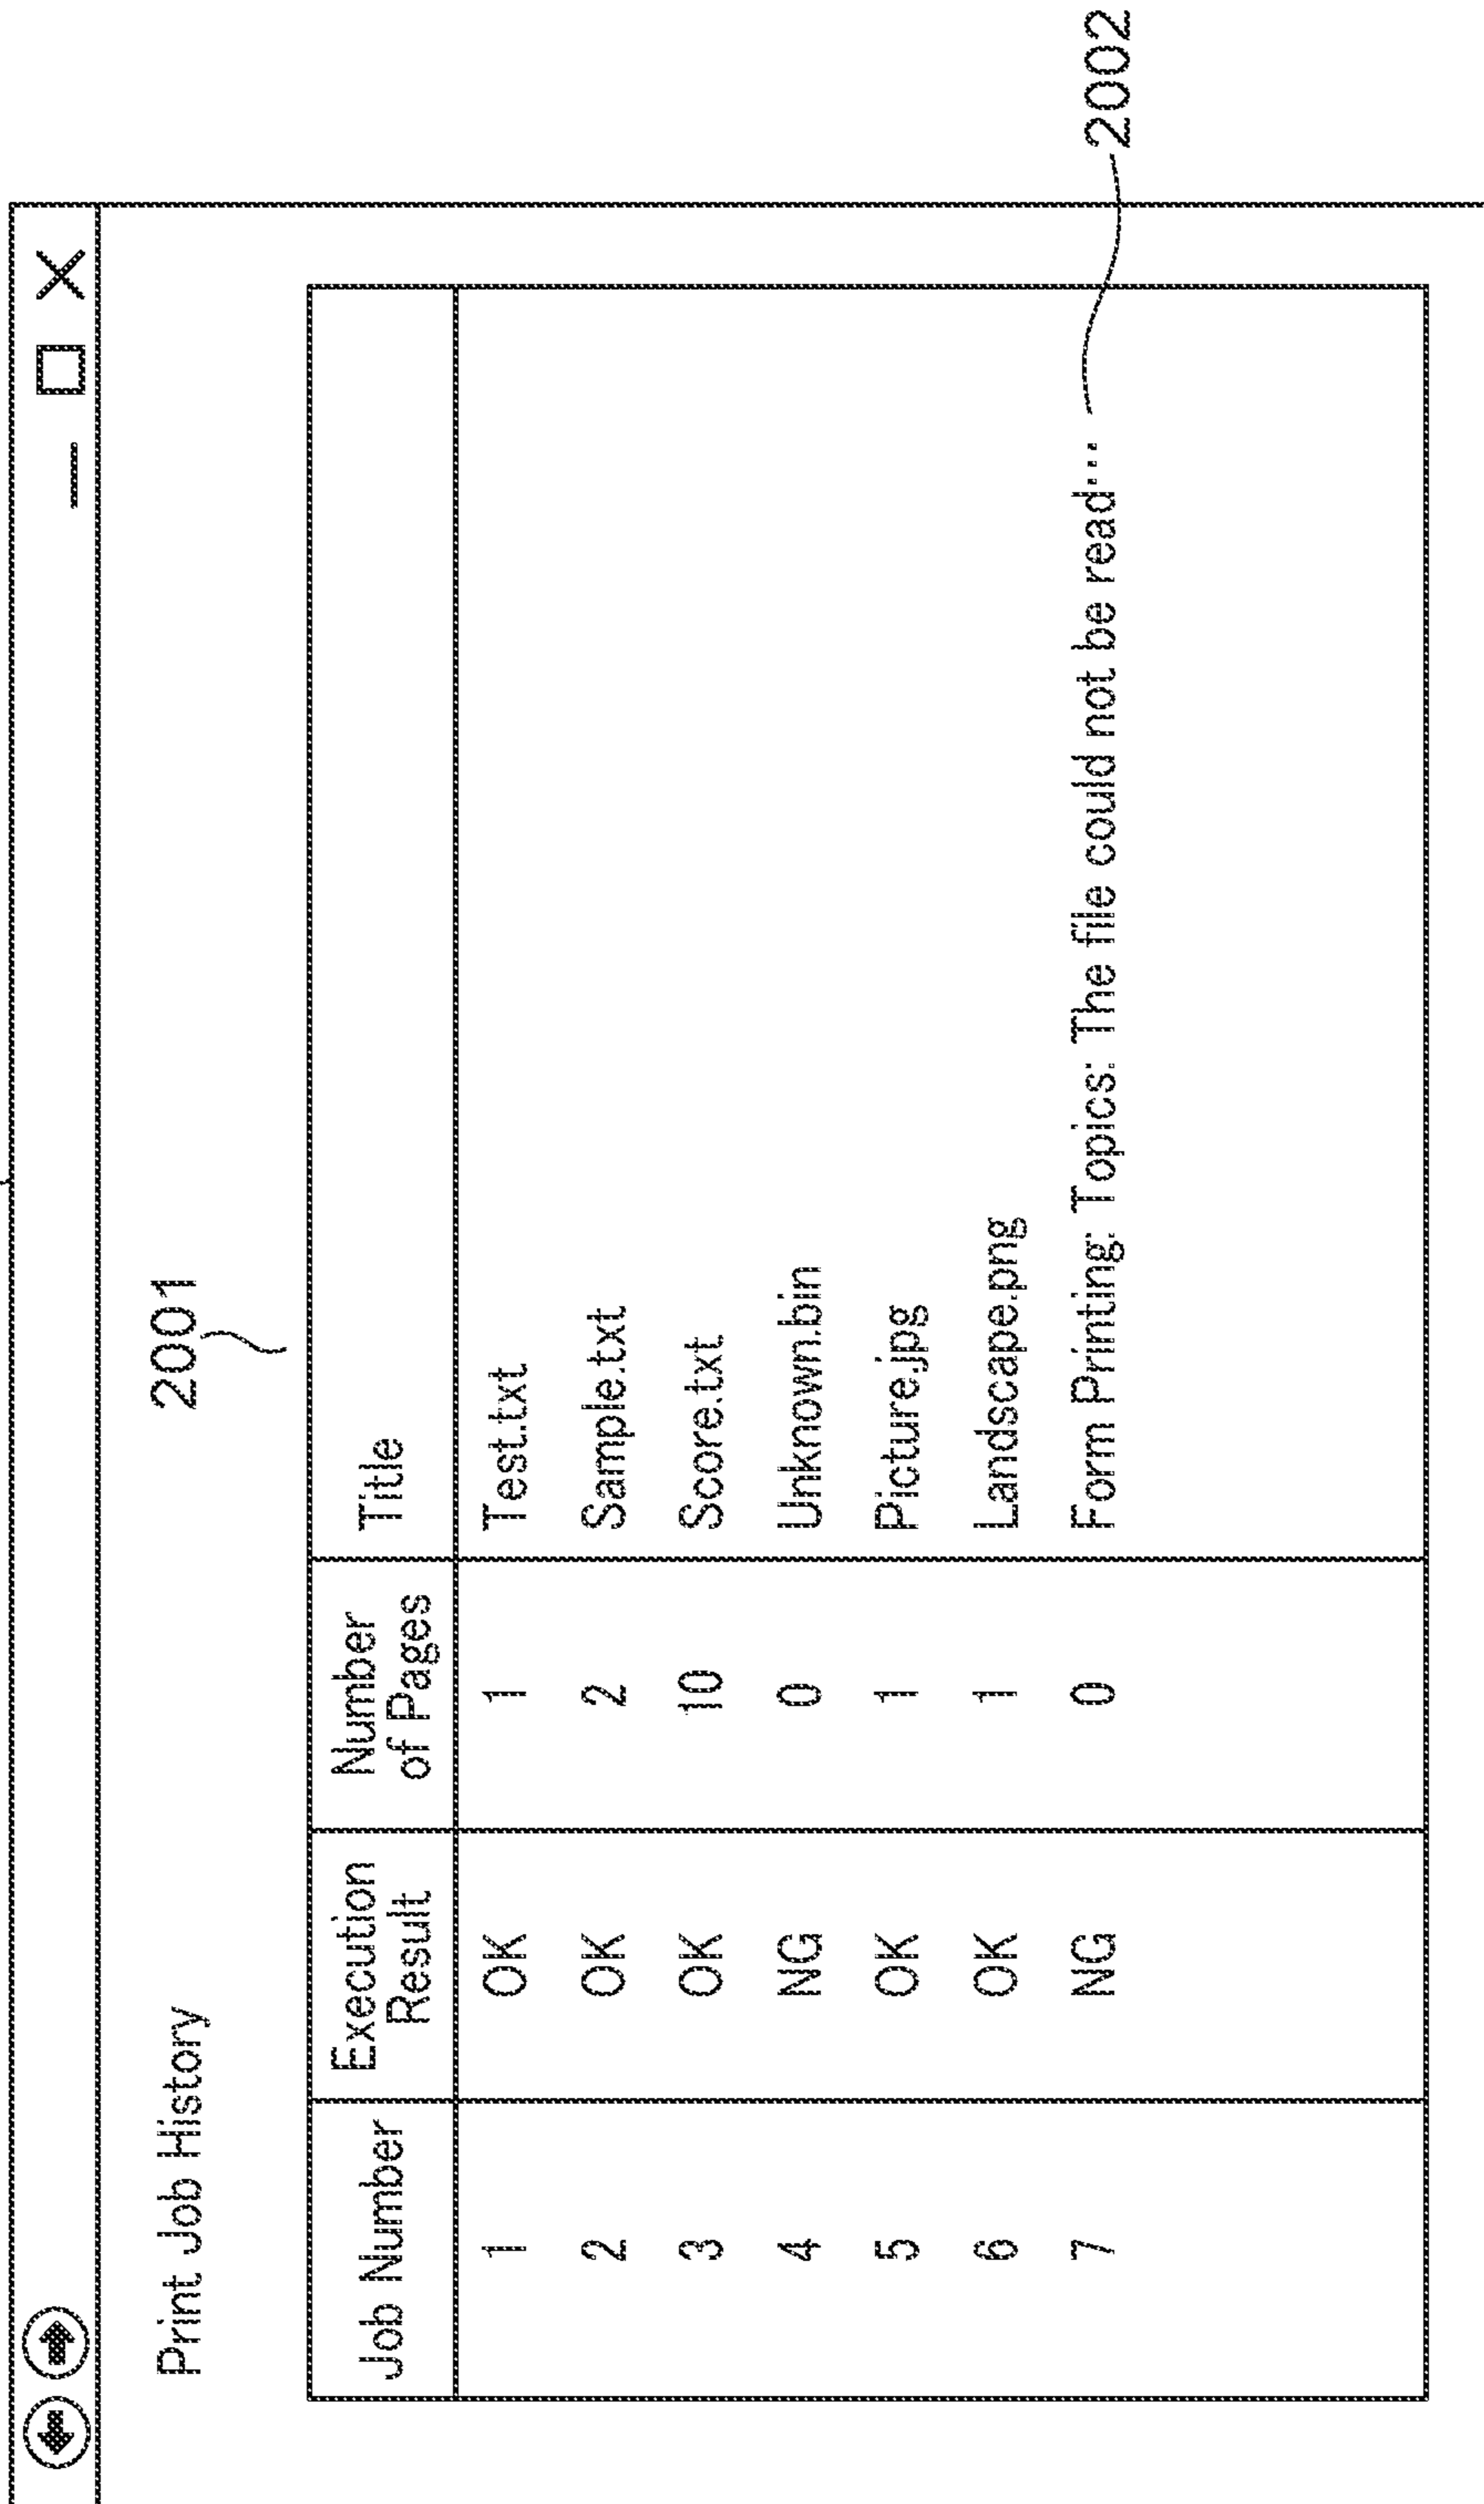 Print Job History
2001
Job Number Execution Result Number of Pages Title
1 OK 1 Test.txt
2 OK 2 Sample.txt
3 OK 10 Score.txt
4 NG 0 Unknown.bin
5 OK 1 Picture.jpg
6 OK 1 Landscape.png
7 NG 0 Form Printing: Topics: The file could not be read…
2002